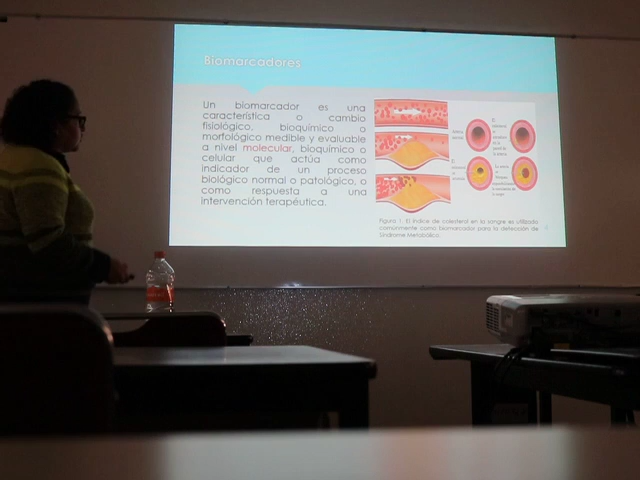 Biomarcadores
Un biomarcador es una
característica o cambio
fisiológico, bioquímico o
morfológico medible y evaluable
a nivel molecular, bioquímico o
celular que actúa como
indicador de un proceso
biológico normal o patológico, o
como respuesta a una
intervención terapéutica.
Figura 1. El índice de colesterol en la sangre es utilizado
comúnmente como biomarcador para la detección de
Síndrome Metabólico.